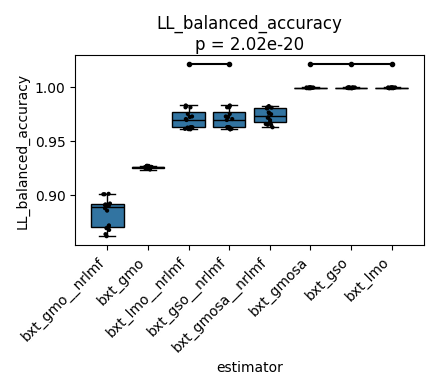 LL_balanced_accuracy
p = 2.02e-20
LL_balanced_accuracy
1.00
0.95
0.90
bxt_gmo__nrlmf
bxt_gmo
bxt_lmo__nrlmf
bxt_gso__nrlmf
bxt_gmosa__nrlmf
bxt_gmosa
bxt_gso
bxt_lmo
estimator